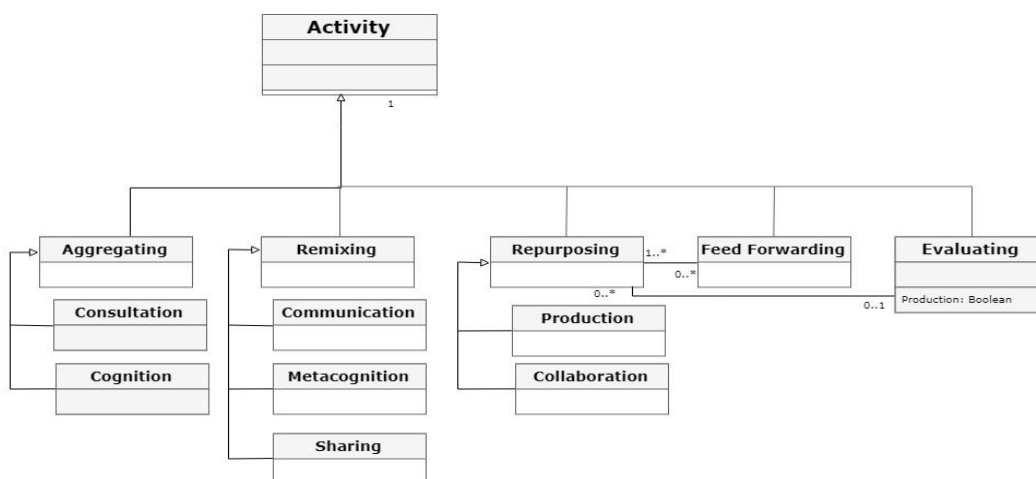 Activity
1
Aggregating
Remixing
Repurposing
1..*
0..*
Feed Forwarding
Evaluating
0..*
0..1
Production: Boolean
Consultation
Communication
Production
Cognition
Metacognition
Collaboration
Sharing